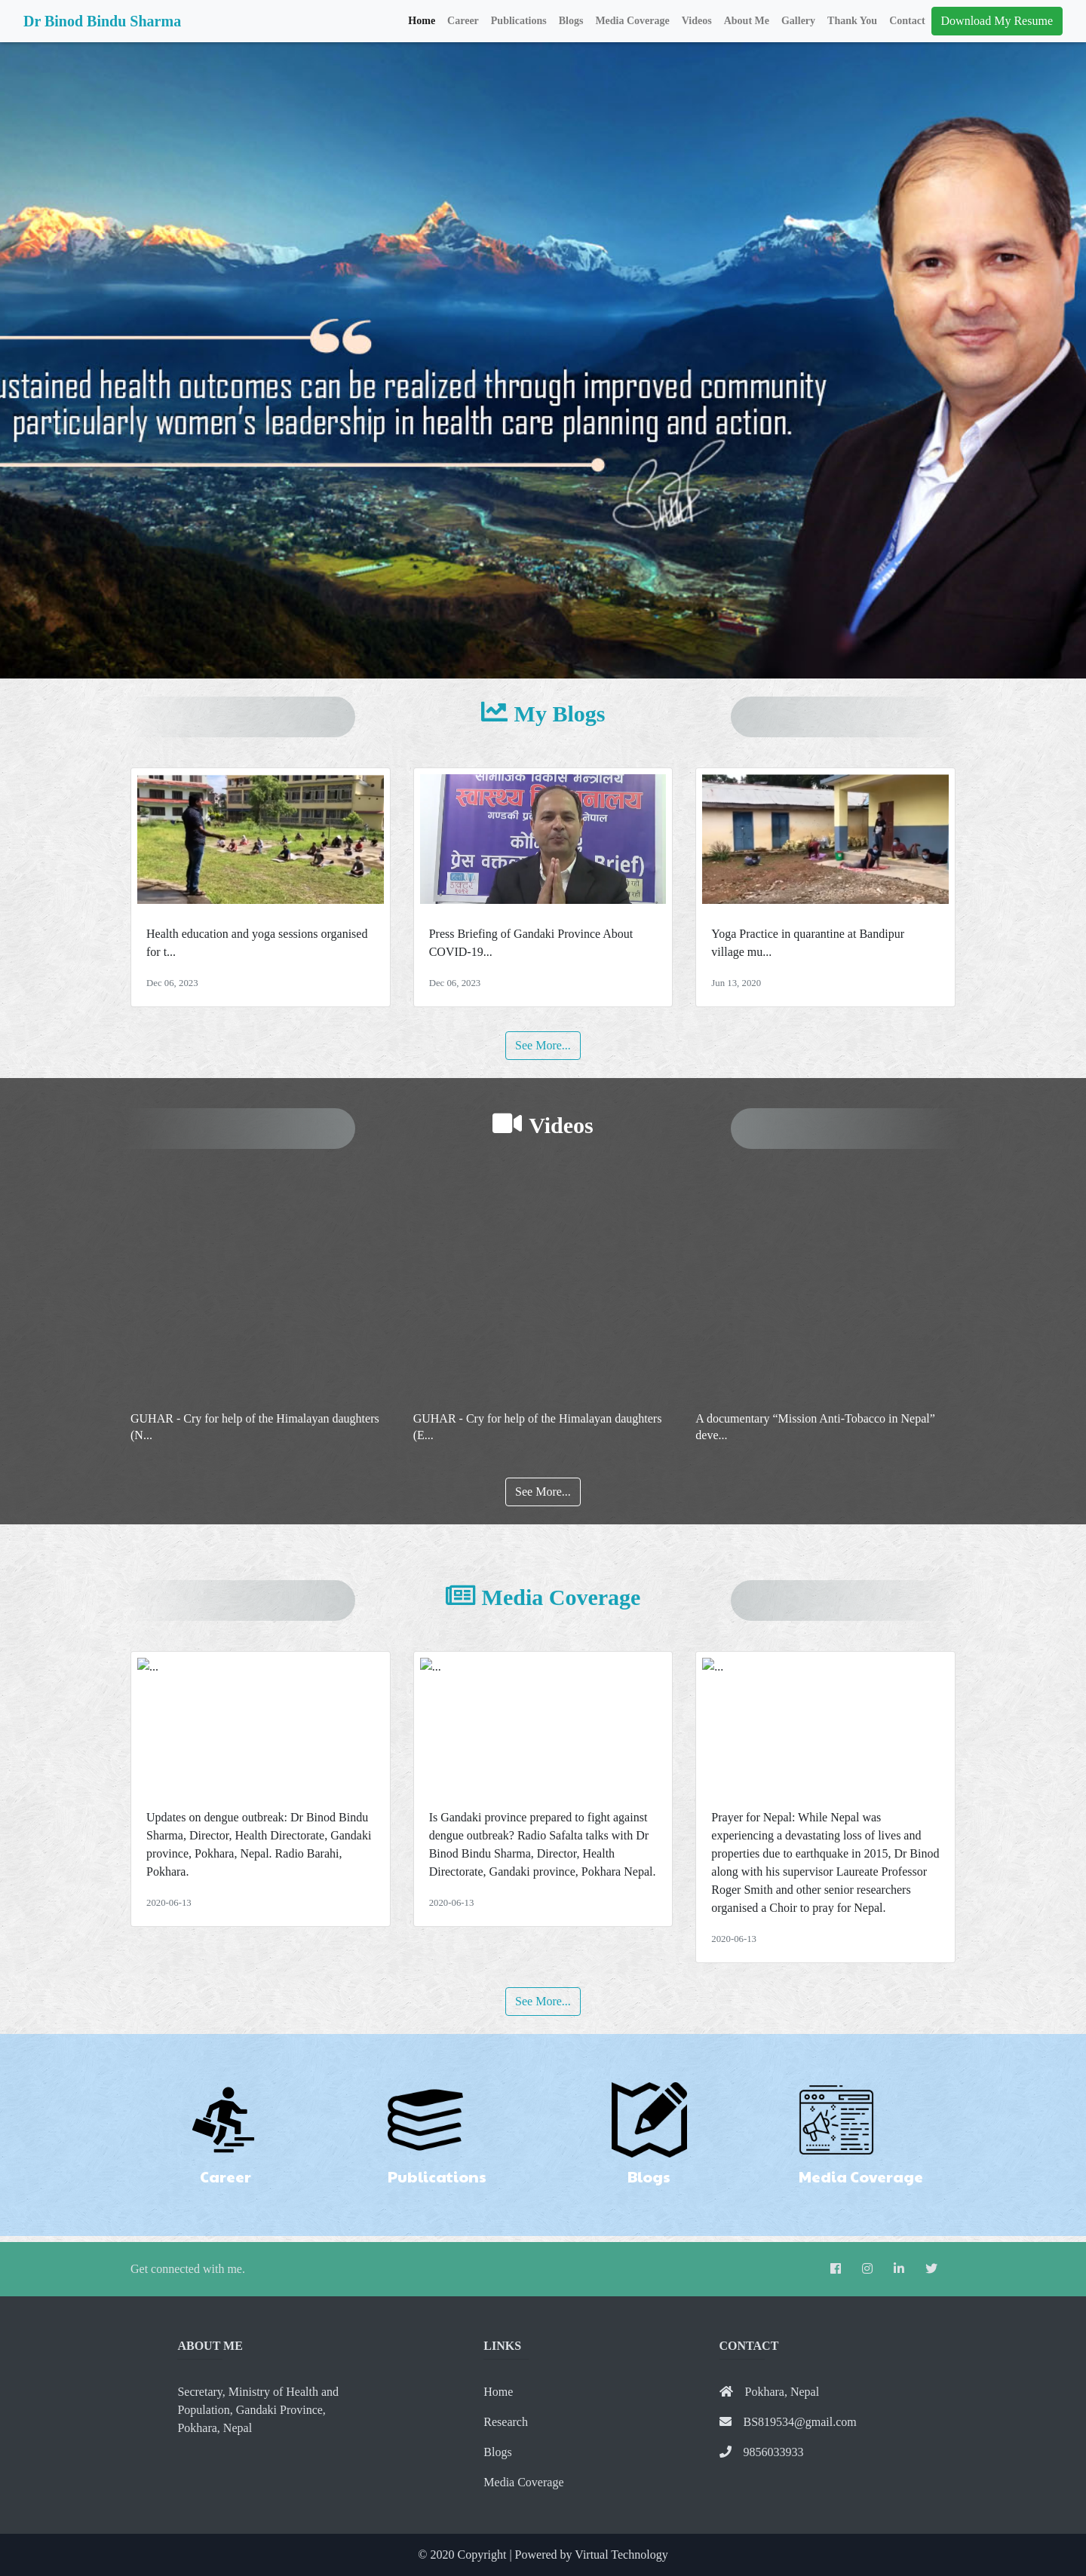 Dr Binod Bindu Sharma
Home Career Publications Blogs Media Coverage Videos About Me Gallery Thank You Contact Download My Resume
ustained health outcomes can be realized through improved community
particularly women's leadership in health care planning and action.
My Blogs
सामाजिक विकास मन्त्रालय
गण्डकी
प्रेस
Brief)
Health education and yoga sessions organised
for t...
Dec 06, 2023
Press Briefing of Gandaki Province About
COVID-19...
Dec 06, 2023
Yoga Practice in quarantine at Bandipur
village mu...
Jun 13, 2020
See More...
Videos
GUHAR - Cry for help of the Himalayan daughters
(N...
GUHAR - Cry for help of the Himalayan daughters
(E...
A documentary “Mission Anti-Tobacco in Nepal”
deve...
See More...
Media Coverage
...
...
...
Updates on dengue outbreak: Dr Binod Bindu
Sharma, Director, Health Directorate, Gandaki
province, Pokhara, Nepal. Radio Barahi,
Pokhara.
2020-06-13
Is Gandaki province prepared to fight against
dengue outbreak? Radio Safalta talks with Dr
Binod Bindu Sharma, Director, Health
Directorate, Gandaki province, Pokhara Nepal.
2020-06-13
Prayer for Nepal: While Nepal was
experiencing a devastating loss of lives and
properties due to earthquake in 2015, Dr Binod
along with his supervisor Laureate Professor
Roger Smith and other senior researchers
organised a Choir to pray for Nepal.
2020-06-13
See More...
Career
Publications
Blogs
Media Coverage
Get connected with me.
ABOUT ME
Secretary, Ministry of Health and
Population, Gandaki Province,
Pokhara, Nepal
LINKS
Home
Research
Blogs
Media Coverage
CONTACT
Pokhara, Nepal
BS819534@gmail.com
9856033933
© 2020 Copyright | Powered by Virtual Technology